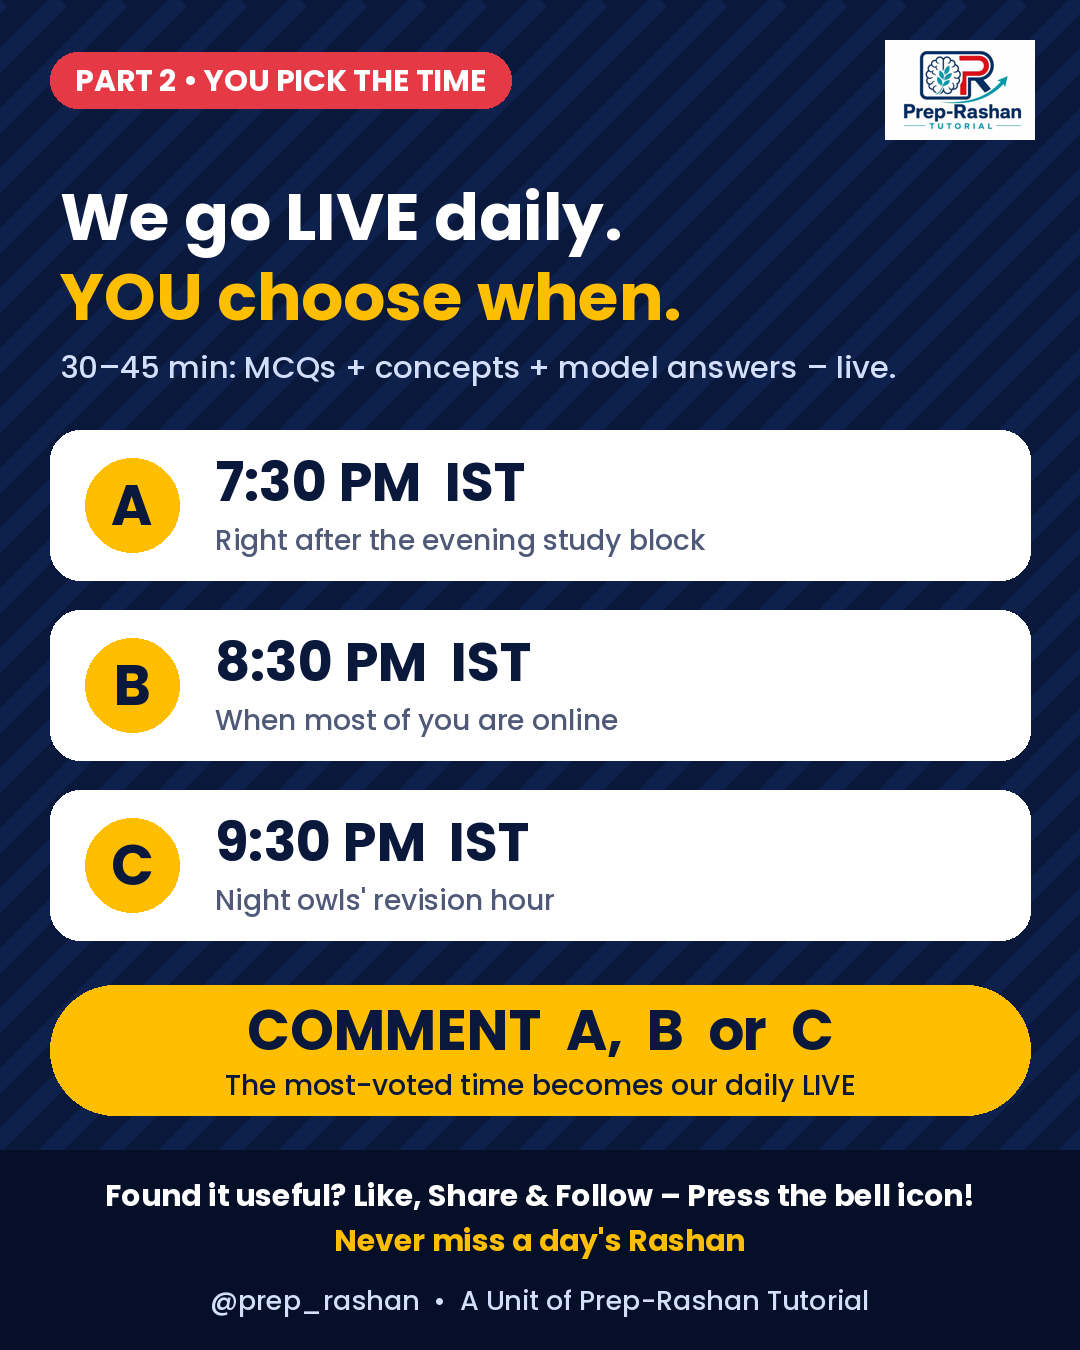 PART 2 • YOU PICK THE TIME
PR
Prep-Rashan
TUTORIAL
We go LIVE daily.
YOU choose when.
30–45 min: MCQs + concepts + model answers – live.
A
7:30 PM IST
Right after the evening study block
B
8:30 PM IST
When most of you are online
C
9:30 PM IST
Night owls' revision hour
COMMENT A, B or C
The most-voted time becomes our daily LIVE
Found it useful? Like, Share & Follow – Press the bell icon!
Never miss a day's Rashan
@prep_rashan • A Unit of Prep-Rashan Tutorial